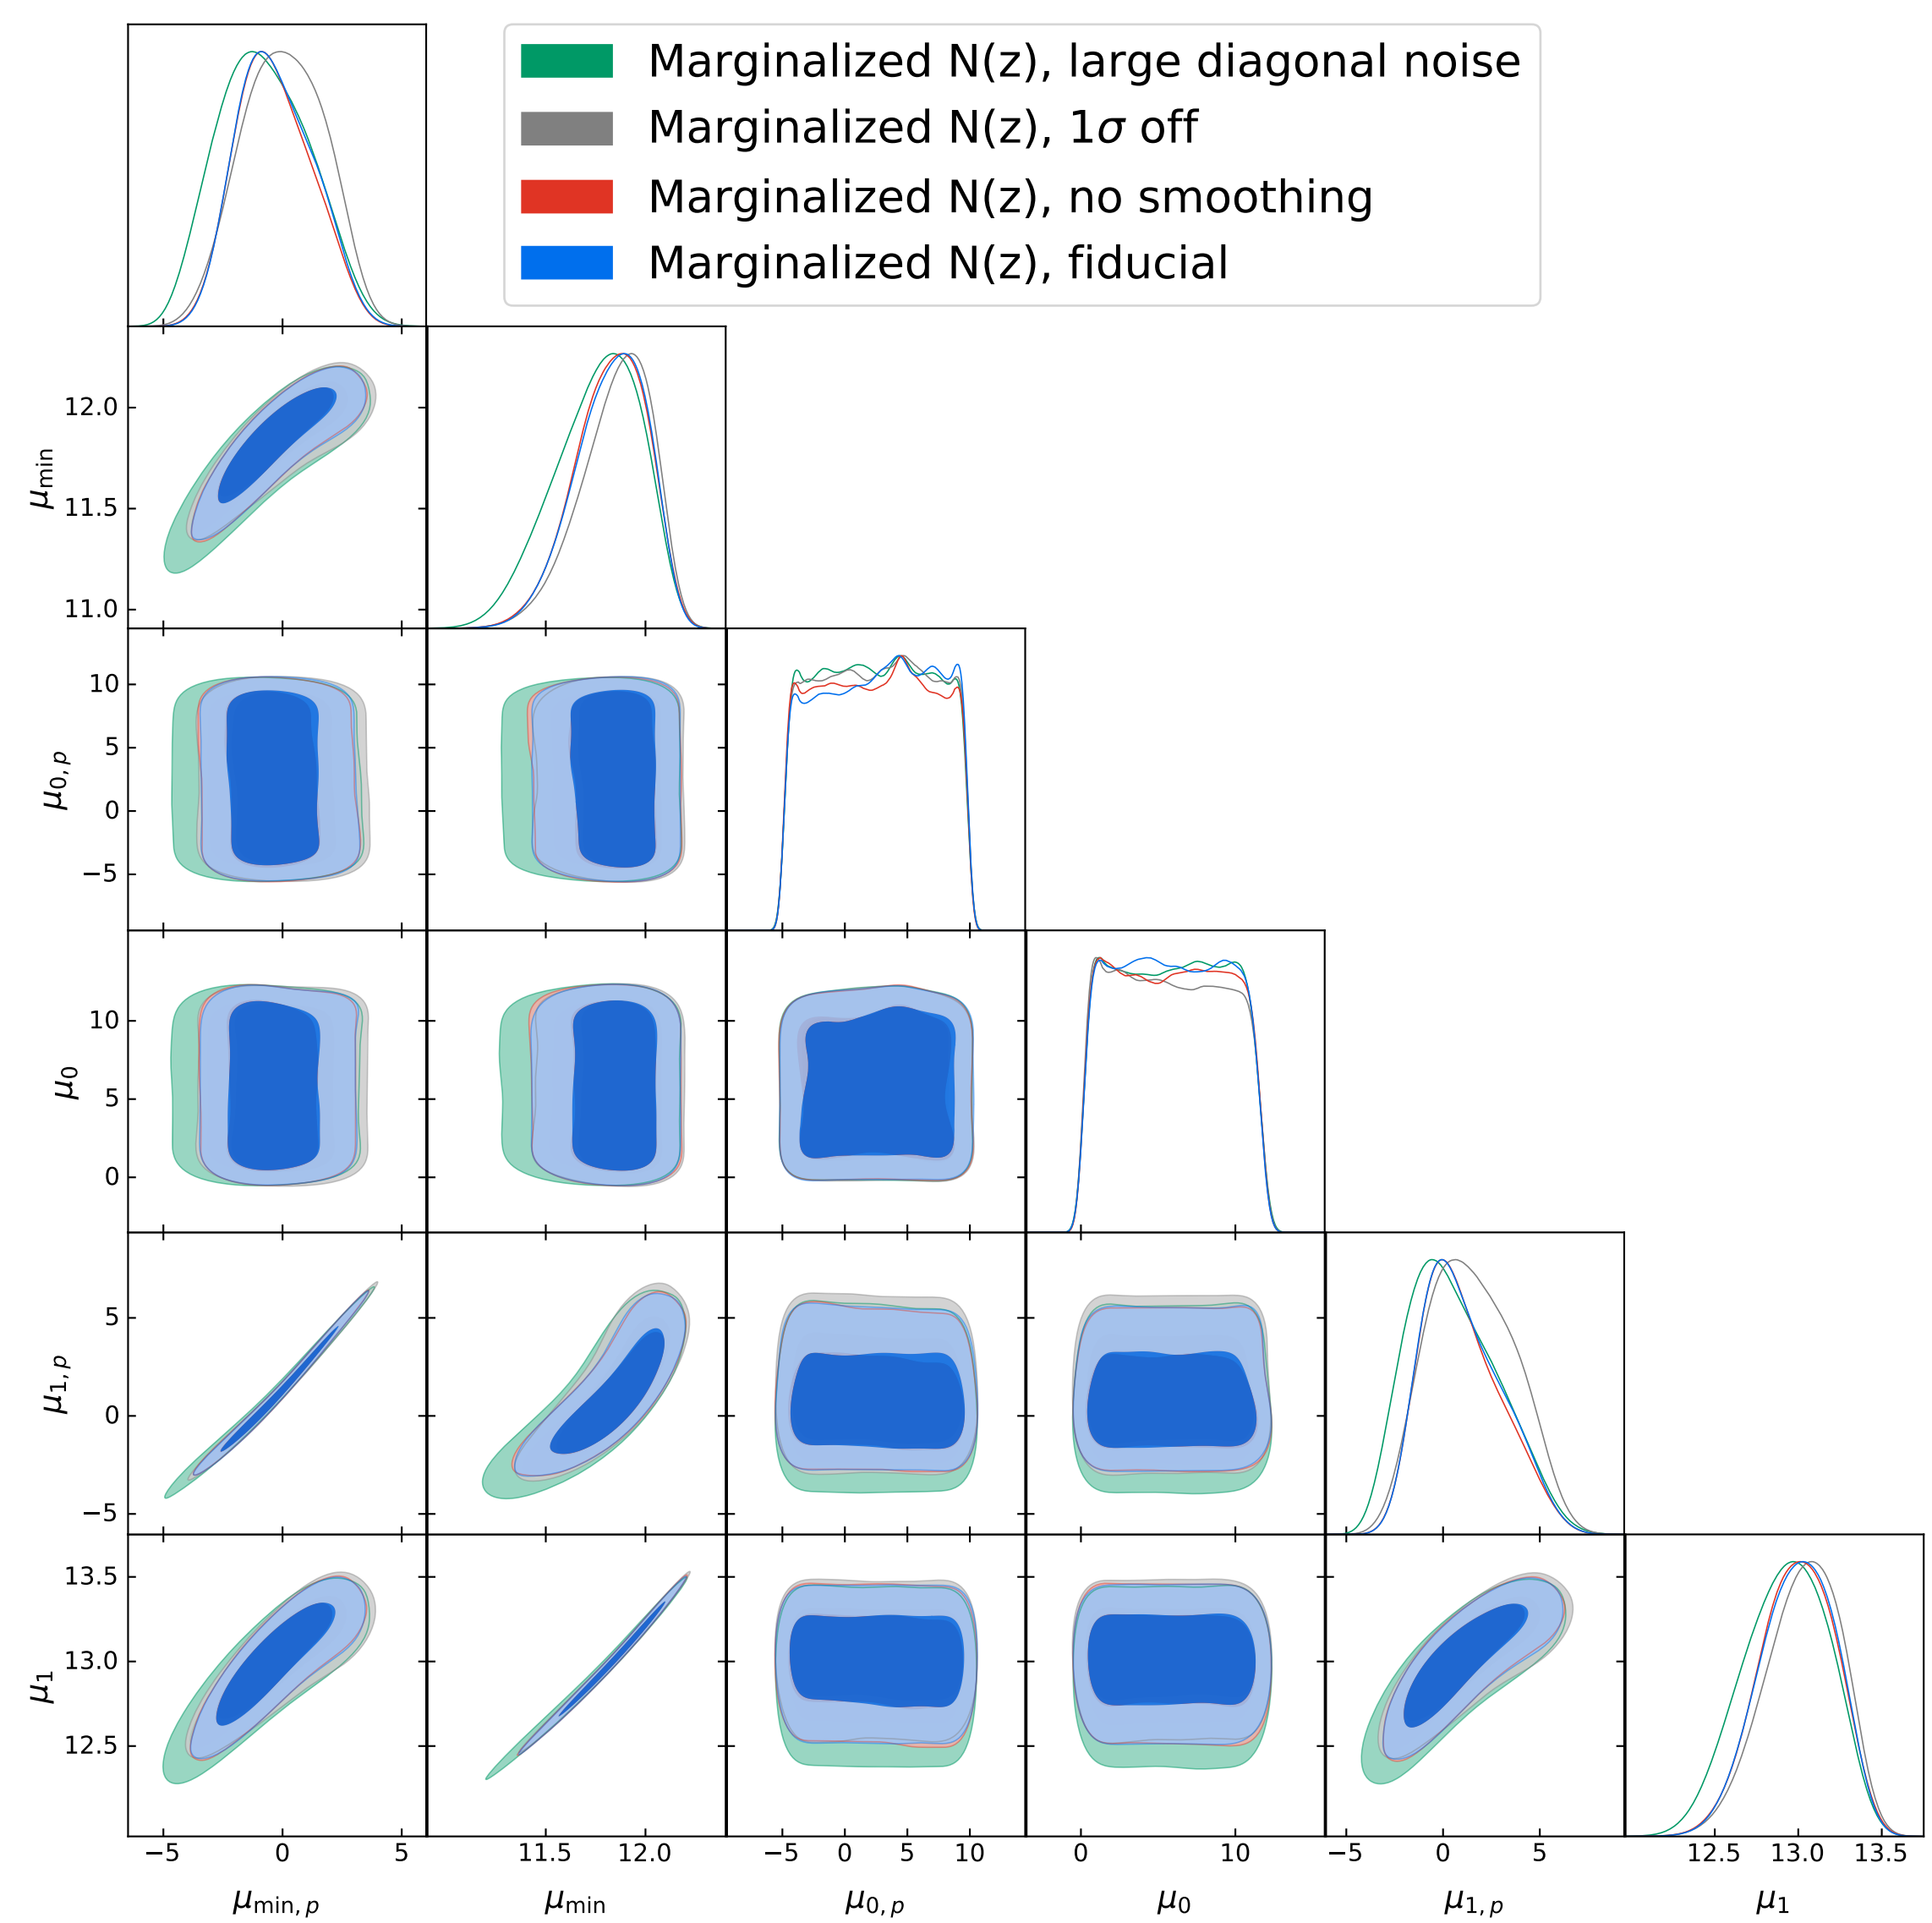 Marginalized N(z), large diagonal noise
Marginalized N(z), 1σ off
Marginalized N(z), no smoothing
Marginalized N(z), fiducial
12.0
11.5
11.0
μmin
10
5
0
−5
μ0, p
10
5
0
μ0
5
0
−5
μ1, p
13.5
13.0
12.5
μ1
−5 0 5 11.5 12.0 −5 0 5 10 0 10 −5 0 5 12.5 13.0 13.5
μmin, p μmin μ0, p μ0 μ1, p μ1